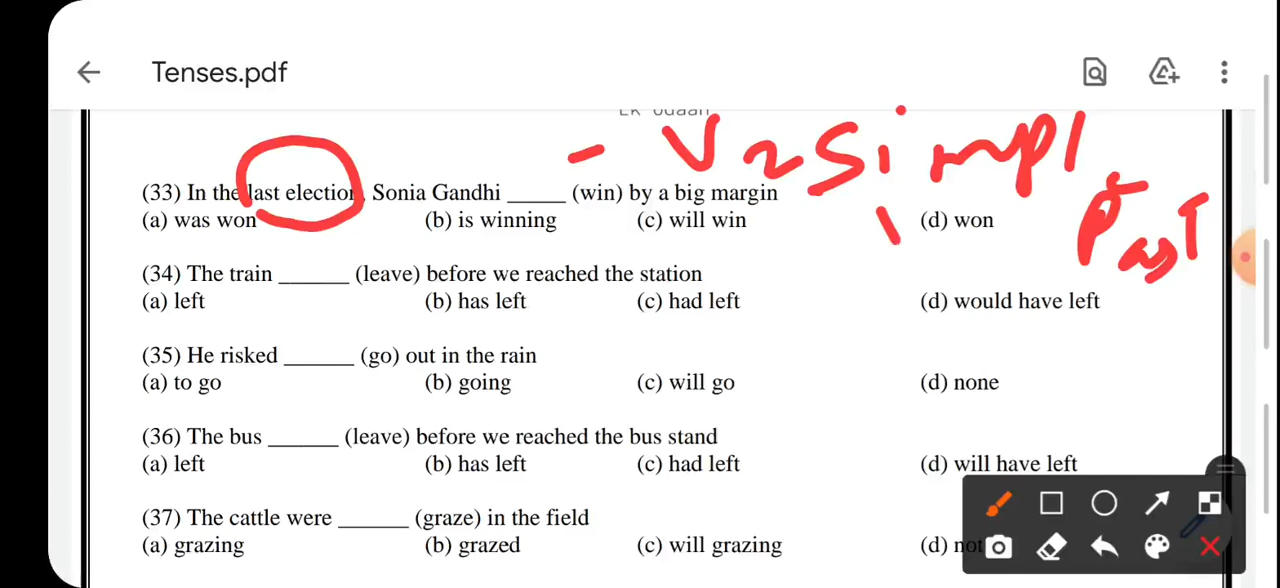 Tenses.pdf
- V2 Simple
Past
(33) In the last election, Sonia Gandhi _____ (win) by a big margin
(a) was won (b) is winning (c) will win (d) won
(34) The train ______ (leave) before we reached the station
(a) left (b) has left (c) had left (d) would have left
(35) He risked ______ (go) out in the rain
(a) to go (b) going (c) will go (d) none
(36) The bus ______ (leave) before we reached the bus stand
(a) left (b) has left (c) had left (d) will have left
(37) The cattle were ______ (graze) in the field
(a) grazing (b) grazed (c) will grazing (d)